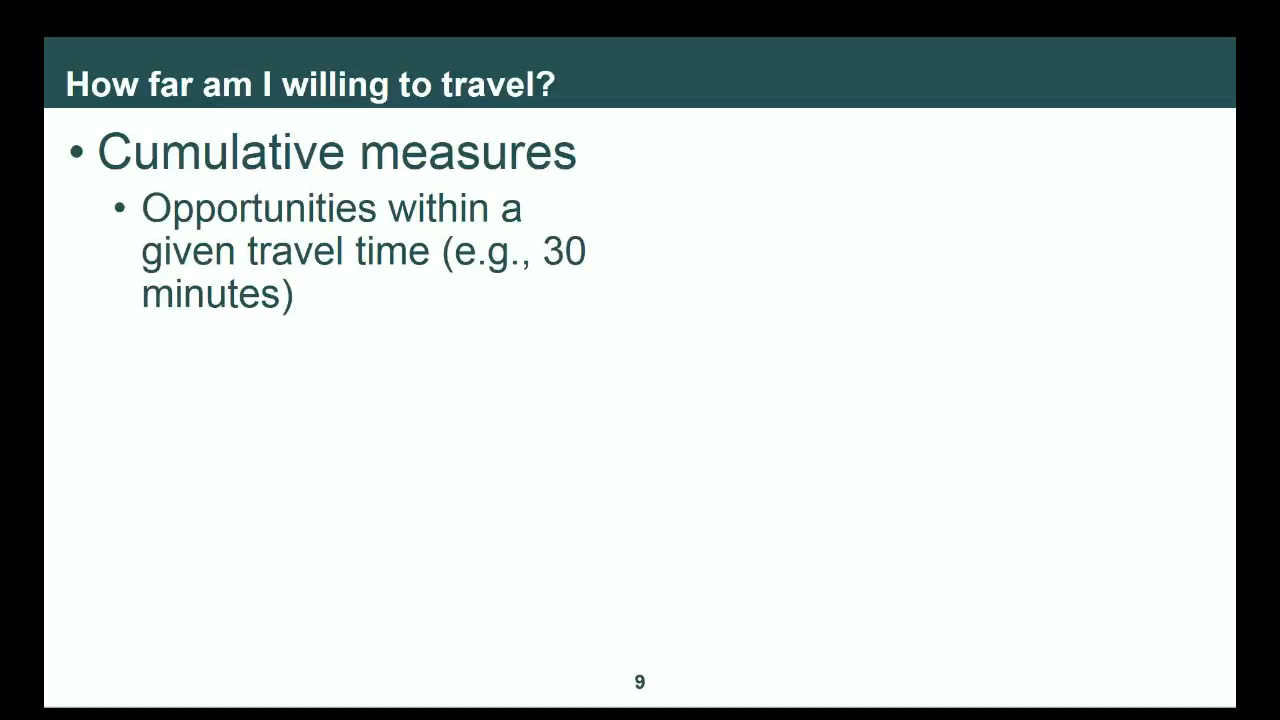 How far am I willing to travel?
• Cumulative measures
• Opportunities within a
given travel time (e.g., 30
minutes)
9